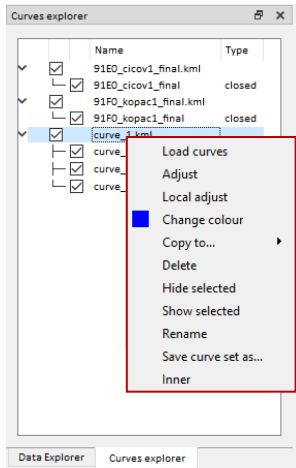 Curves explorer
Name Type
91E0_cicov1_final.kml
91E0_cicov1_final closed
91F0_kopac1_final.kml
91F0_kopac1_final closed
curve_1.kml
curve_
curve_
curve_
Load curves
Adjust
Local adjust
Change colour
Copy to...
Delete
Hide selected
Show selected
Rename
Save curve set as...
Inner
Data Explorer Curves explorer